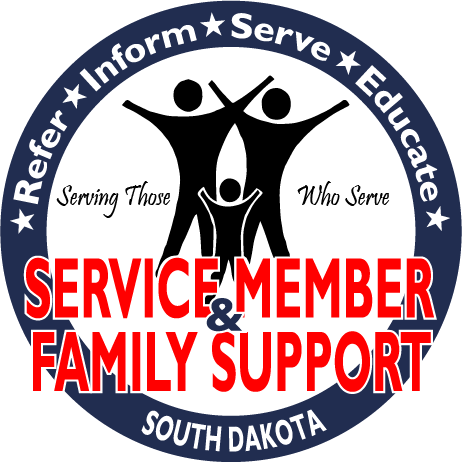 ★ Refer ★ Inform ★ Serve ★ Educate ★
Serving Those Who Serve
SERVICE MEMBER
&
FAMILY SUPPORT
SOUTH DAKOTA